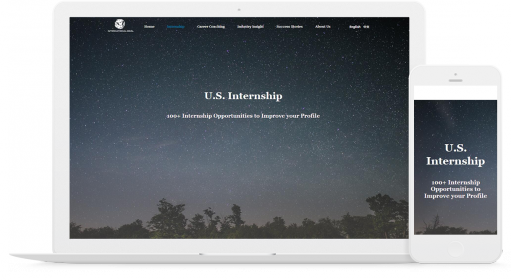 Home Internship Career Coaching Industry Insight Success Stories About Us English 中文
U.S. Internship
100+ Internship Opportunities to Improve your Profile
U.S.
Internship
100+ Internship
Opportunities to
Improve your Profile